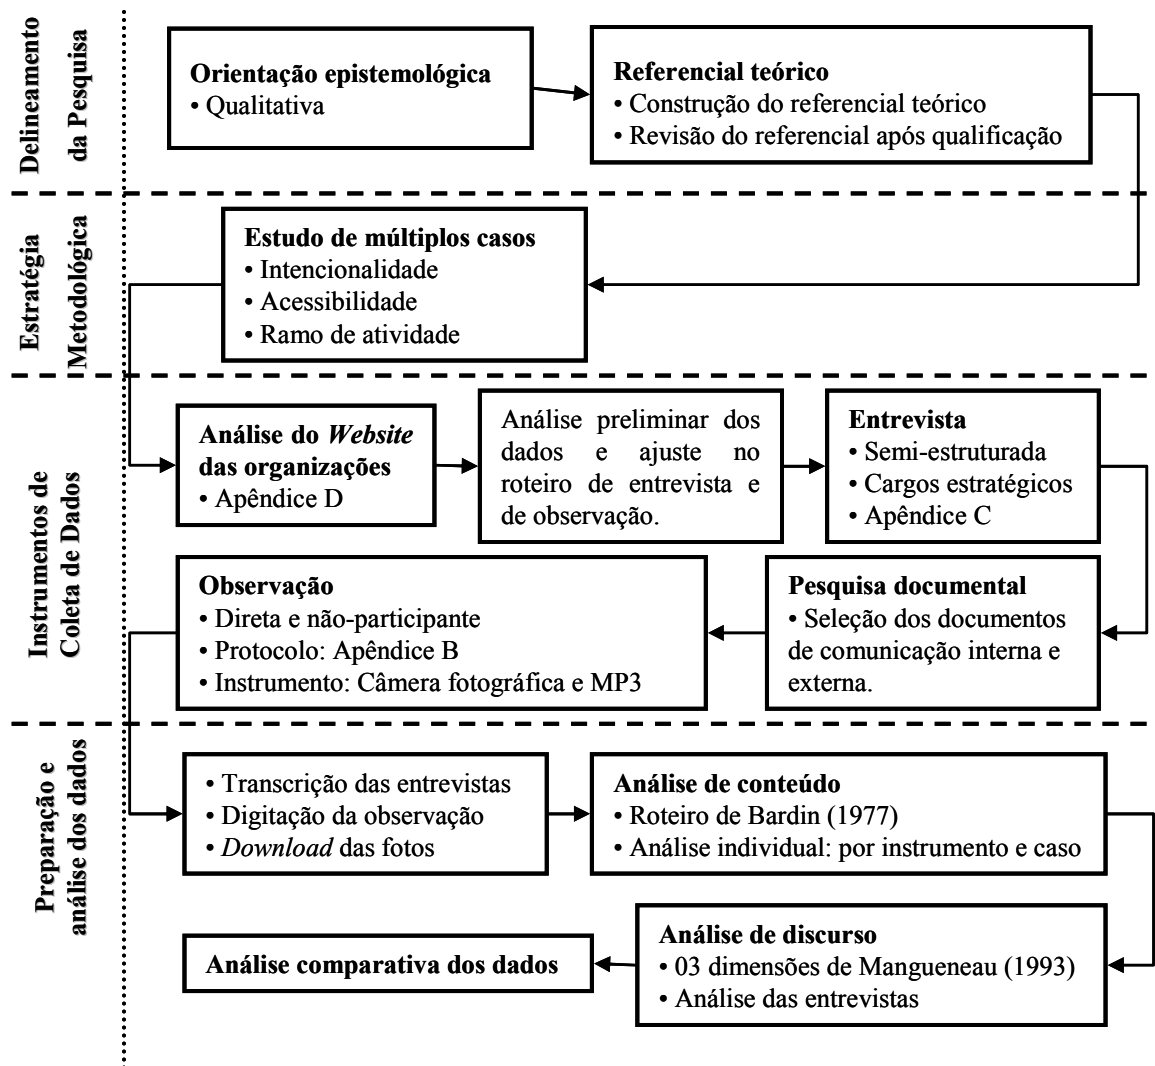 Delineamento
da Pesquisa
Orientação epistemológica
• Qualitativa
Referencial teórico
• Construção do referencial teórico
• Revisão do referencial após qualificação
Estratégia
Metodológica
Estudo de múltiplos casos
• Intencionalidade
• Acessibilidade
• Ramo de atividade
Instrumentos de
Coleta de Dados
Análise do Website
das organizações
• Apêndice D
Análise preliminar dos
dados e ajuste no
roteiro de entrevista e
de observação.
Entrevista
• Semi-estruturada
• Cargos estratégicos
• Apêndice C
Pesquisa documental
• Seleção dos documentos
de comunicação interna e
externa.
Observação
• Direta e não-participante
• Protocolo: Apêndice B
• Instrumento: Câmera fotográfica e MP3
Preparação e
análise dos dados
• Transcrição das entrevistas
• Digitação da observação
• Download das fotos
Análise de conteúdo
• Roteiro de Bardin (1977)
• Análise individual: por instrumento e caso
Análise de discurso
• 03 dimensões de Mangueneau (1993)
• Análise das entrevistas
Análise comparativa dos dados